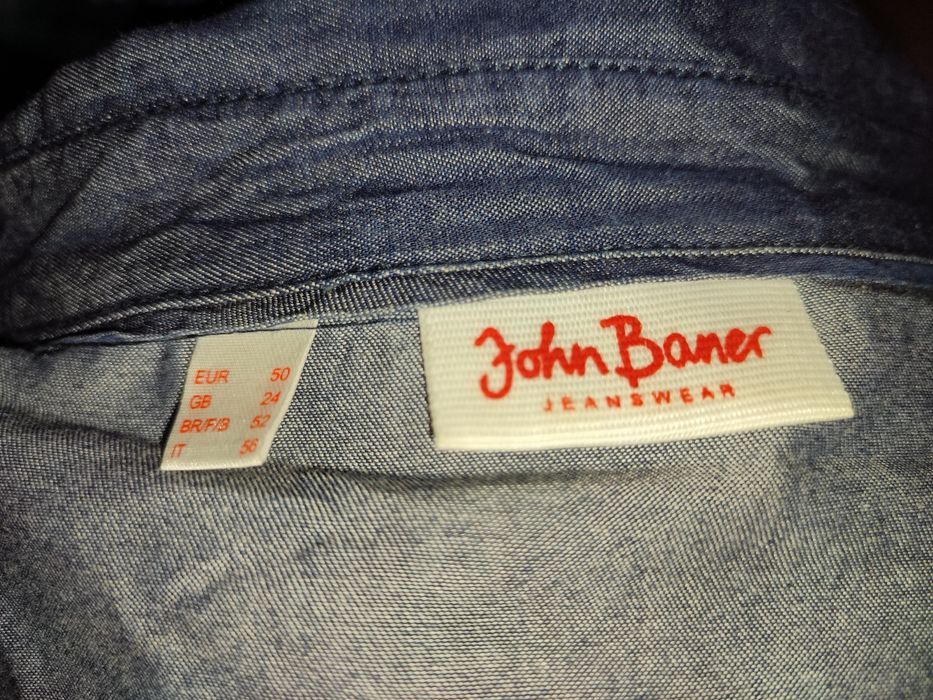 EUR 50
GB 24
BR/F/B 52
IT 56
John Baner
JEANSWEAR